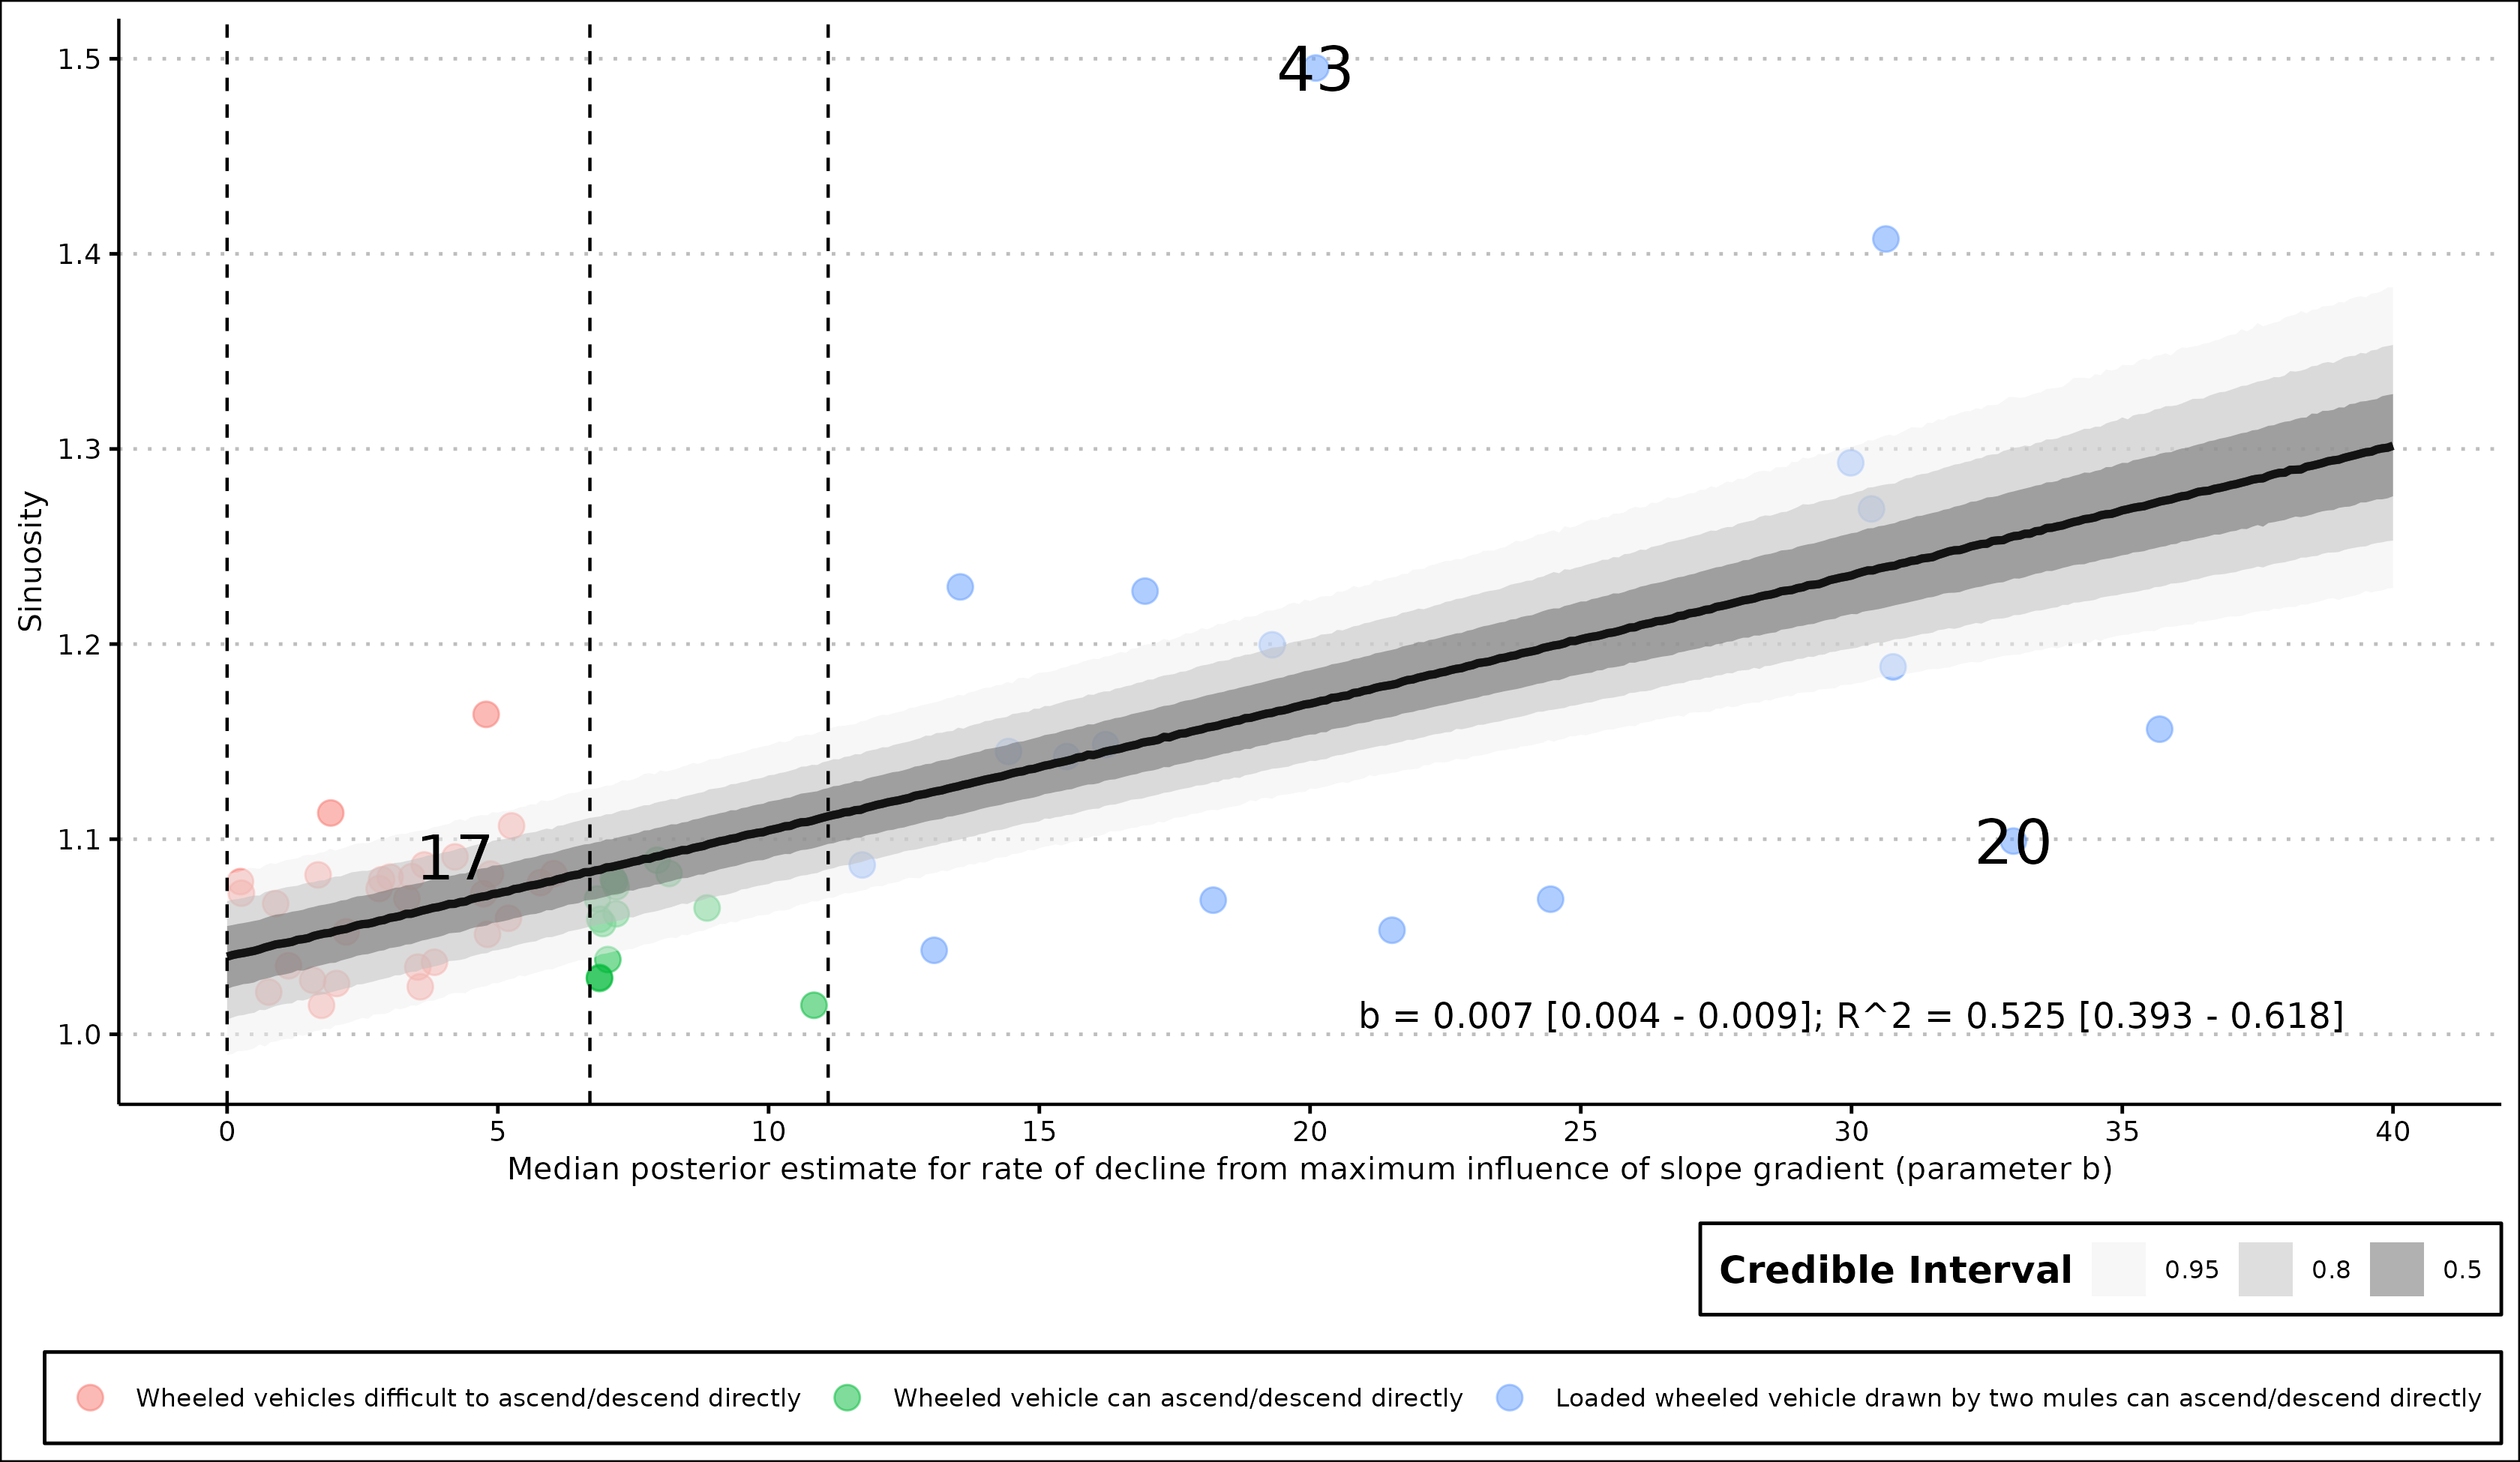 43
1.5
1.4
1.3
1.2
1.1
1.0
Sinuosity
17
20
b = 0.007 [0.004 - 0.009]; R^2 = 0.525 [0.393 - 0.618]
0 5 10 15 20 25 30 35 40
Median posterior estimate for rate of decline from maximum influence of slope gradient (parameter b)
Credible Interval 0.95 0.8 0.5
Wheeled vehicles difficult to ascend/descend directly Wheeled vehicle can ascend/descend directly Loaded wheeled vehicle drawn by two mules can ascend/descend directly